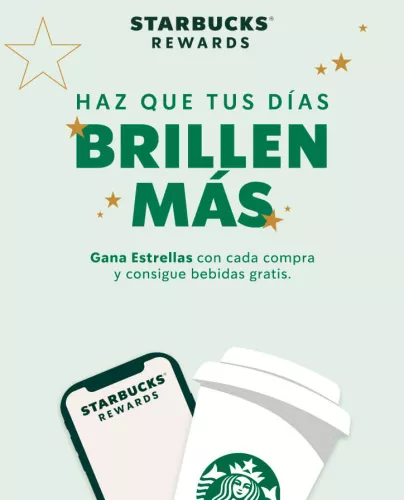 STARBUCKS®
REWARDS
HAZ QUE TUS DÍAS
BRILLEN
MÁS
Gana Estrellas con cada compra
y consigue bebidas gratis.
STARBUCKS®
REWARDS